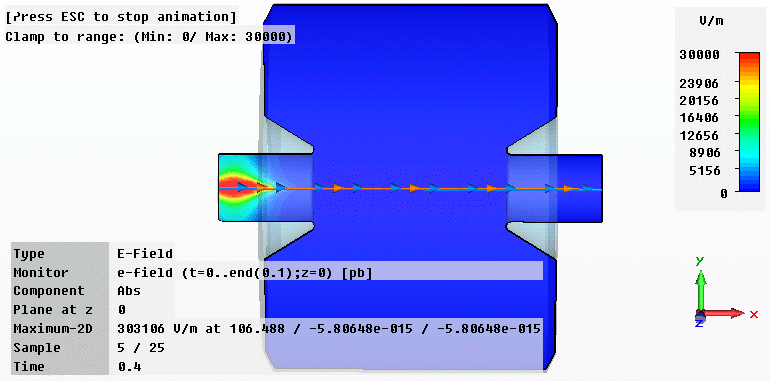 [Press ESC to stop animation]
Clamp to range: (Min: 0/ Max: 30000)
V/m
30000
23906
20156
16406
12656
8906
5156
0
Type E-Field
Monitor e-field (t=0..end(0.1);z=0) [pb]
Component Abs
Plane at z 0
Maximum-2D 303106 V/m at 106.488 / -5.80648e-015 / -5.80648e-015
Sample 5 / 25
Time 0.4
y
x
z